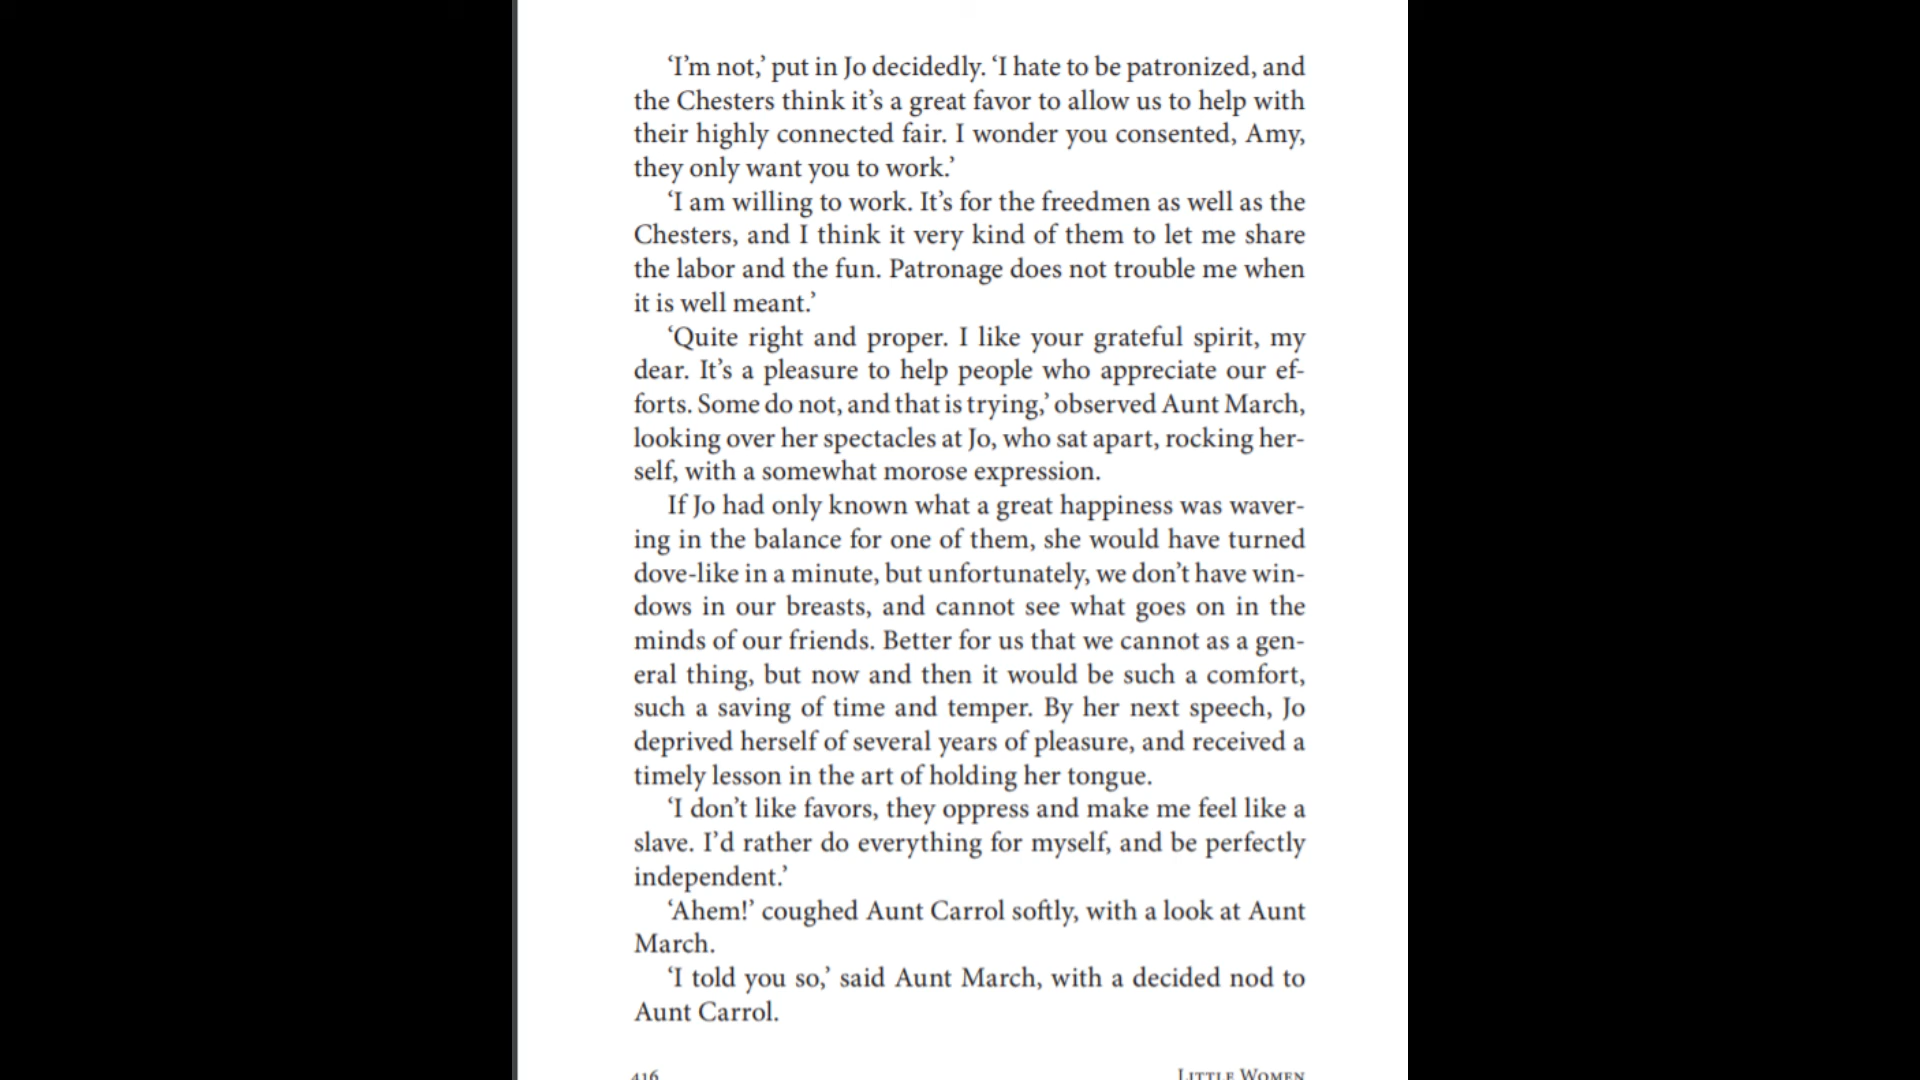 ‘I’m not,’ put in Jo decidedly. ‘I hate to be patronized, and
the Chesters think it’s a great favor to allow us to help with
their highly connected fair. I wonder you consented, Amy,
they only want you to work.’
‘I am willing to work. It’s for the freedmen as well as the
Chesters, and I think it very kind of them to let me share
the labor and the fun. Patronage does not trouble me when
it is well meant.’
‘Quite right and proper. I like your grateful spirit, my
dear. It’s a pleasure to help people who appreciate our ef-
forts. Some do not, and that is trying,’ observed Aunt March,
looking over her spectacles at Jo, who sat apart, rocking her-
self, with a somewhat morose expression.
If Jo had only known what a great happiness was waver-
ing in the balance for one of them, she would have turned
dove-like in a minute, but unfortunately, we don’t have win-
dows in our breasts, and cannot see what goes on in the
minds of our friends. Better for us that we cannot as a gen-
eral thing, but now and then it would be such a comfort,
such a saving of time and temper. By her next speech, Jo
deprived herself of several years of pleasure, and received a
timely lesson in the art of holding her tongue.
‘I don’t like favors, they oppress and make me feel like a
slave. I’d rather do everything for myself, and be perfectly
independent.’
‘Ahem!’ coughed Aunt Carrol softly, with a look at Aunt
March.
‘I told you so,’ said Aunt March, with a decided nod to
Aunt Carrol.
416 Little Women